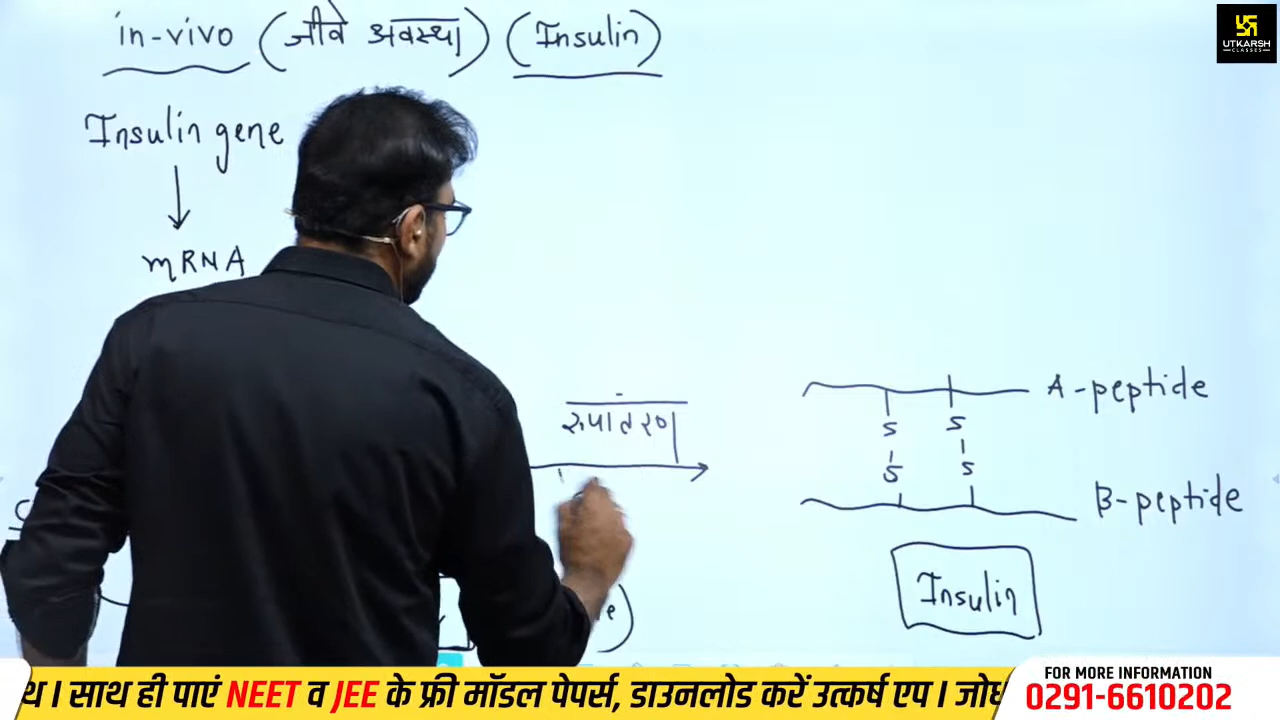 in-vivo (जीवे अवस्था) (Insulin)
UTKARSH
CLASSES
Insulin gene
mRNA
रुपांतरण
A-peptide
S S
S S
B-peptide
Insulin
साथ ही पाएं NEET व JEE के फ्री मॉडल पेपर्स, डाउनलोड करें उत्कर्ष एप ।
FOR MORE INFORMATION
0291-6610202